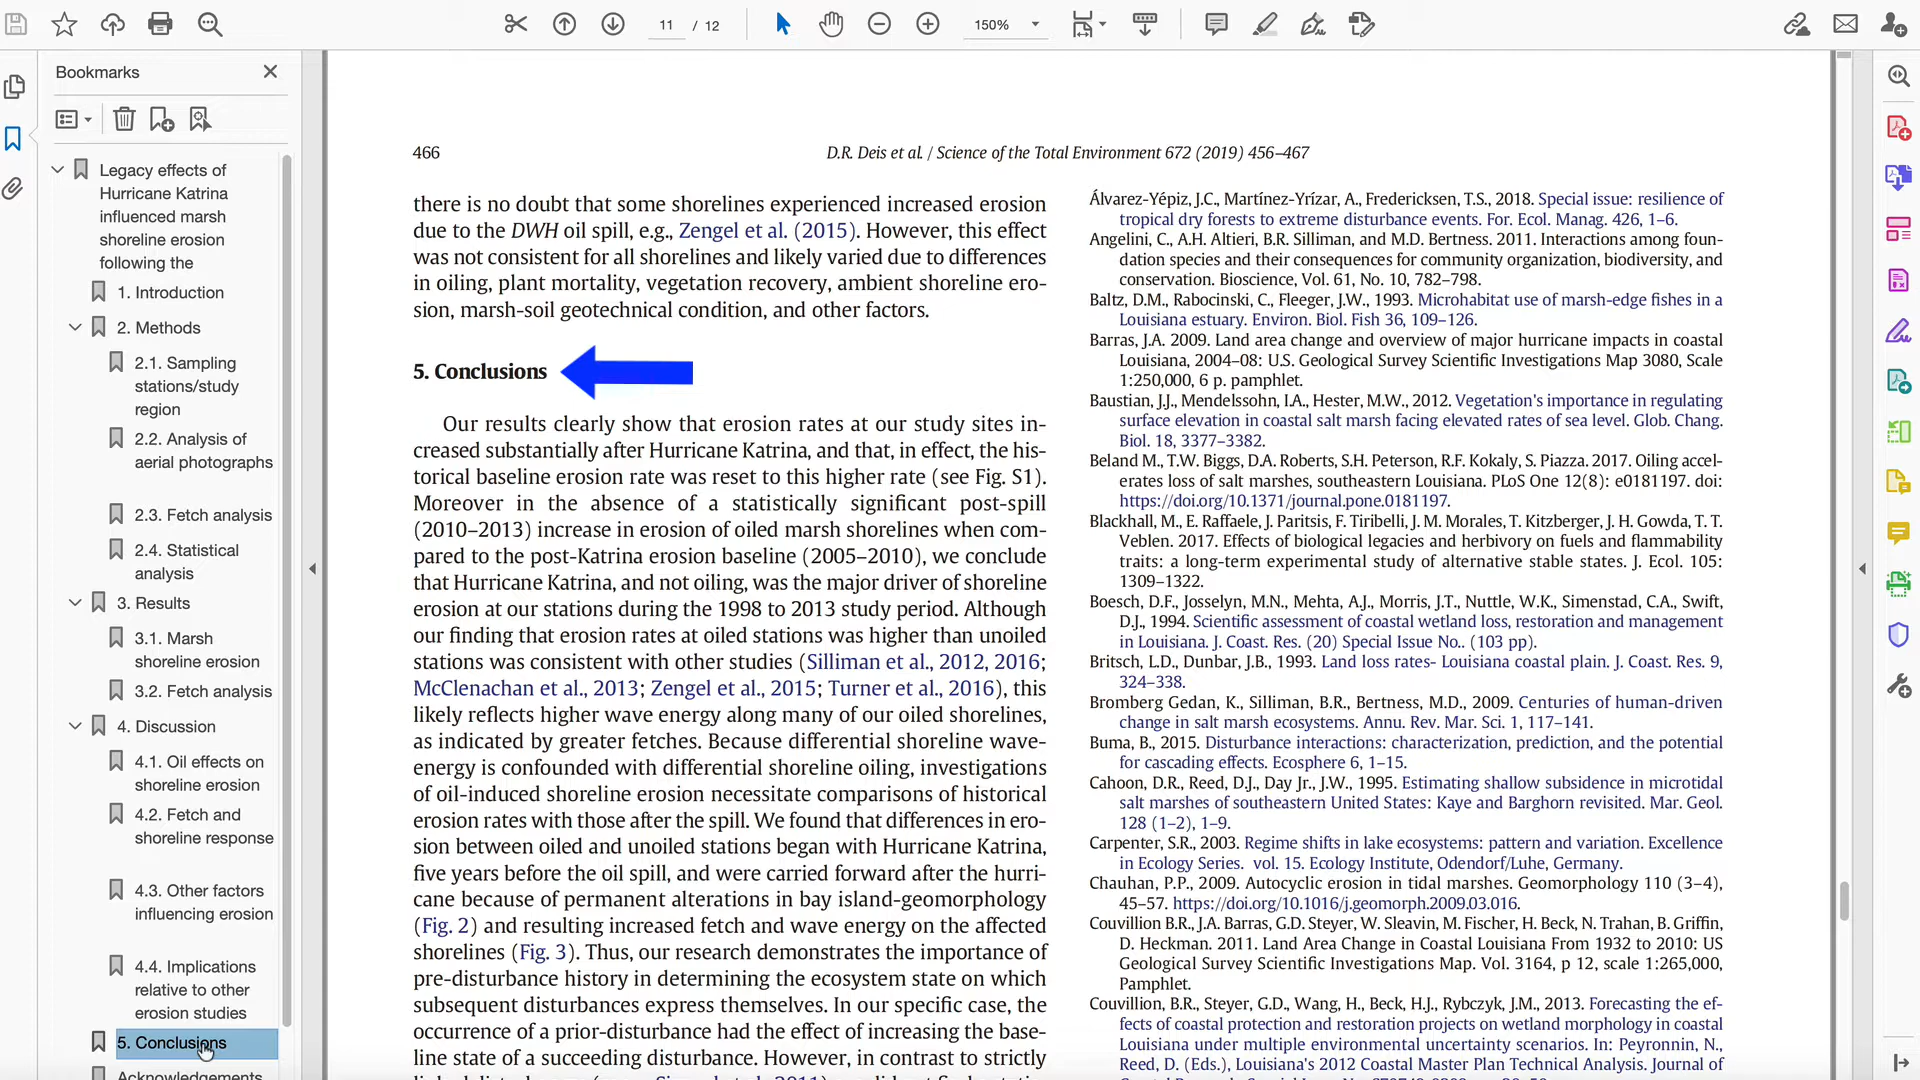 11 / 12
150%
Bookmarks
Legacy effects of
Hurricane Katrina
influenced marsh
shoreline erosion
following the
1. Introduction
2. Methods
2.1. Sampling
stations/study
region
2.2. Analysis of
aerial photographs
2.3. Fetch analysis
2.4. Statistical
analysis
3. Results
3.1. Marsh
shoreline erosion
3.2. Fetch analysis
4. Discussion
4.1. Oil effects on
shoreline erosion
4.2. Fetch and
shoreline response
4.3. Other factors
influencing erosion
4.4. Implications
relative to other
erosion studies
5. Conclusions
Acknowledgements
466
D.R. Deis et al. / Science of the Total Environment 672 (2019) 456–467
there is no doubt that some shorelines experienced increased erosion
due to the DWH oil spill, e.g., Zengel et al. (2015). However, this effect
was not consistent for all shorelines and likely varied due to differences
in oiling, plant mortality, vegetation recovery, ambient shoreline ero-
sion, marsh-soil geotechnical condition, and other factors.
5. Conclusions
Our results clearly show that erosion rates at our study sites in-
creased substantially after Hurricane Katrina, and that, in effect, the his-
torical baseline erosion rate was reset to this higher rate (see Fig. S1).
Moreover in the absence of a statistically significant post-spill
(2010–2013) increase in erosion of oiled marsh shorelines when com-
pared to the post-Katrina erosion baseline (2005–2010), we conclude
that Hurricane Katrina, and not oiling, was the major driver of shoreline
erosion at our stations during the 1998 to 2013 study period. Although
our finding that erosion rates at oiled stations was higher than unoiled
stations was consistent with other studies (Silliman et al., 2012, 2016;
McClenachan et al., 2013; Zengel et al., 2015; Turner et al., 2016), this
likely reflects higher wave energy along many of our oiled shorelines,
as indicated by greater fetches. Because differential shoreline wave-
energy is confounded with differential shoreline oiling, investigations
of oil-induced shoreline erosion necessitate comparisons of historical
erosion rates with those after the spill. We found that differences in ero-
sion between oiled and unoiled stations began with Hurricane Katrina,
five years before the oil spill, and were carried forward after the hurri-
cane because of permanent alterations in bay island-geomorphology
(Fig. 2) and resulting increased fetch and wave energy on the affected
shorelines (Fig. 3). Thus, our research demonstrates the importance of
pre-disturbance history in determining the ecosystem state on which
subsequent disturbances express themselves. In our specific case, the
occurrence of a prior-disturbance had the effect of increasing the base-
line state of a succeeding disturbance. However, in contrast to strictly
Álvarez-Yépiz, J.C., Martínez-Yrízar, A., Fredericksen, T.S., 2018. Special issue: resilience of
tropical dry forests to extreme disturbance events. For. Ecol. Manag. 426, 1–6.
Angelini, C., A.H. Altieri, B.R. Silliman, and M.D. Bertness. 2011. Interactions among foun-
dation species and their consequences for community organization, biodiversity, and
conservation. Bioscience, Vol. 61, No. 10, 782–798.
Baltz, D.M., Rabocinski, C., Fleeger, J.W., 1993. Microhabitat use of marsh-edge fishes in a
Louisiana estuary. Environ. Biol. Fish 36, 109–126.
Barras, J.A. 2009. Land area change and overview of major hurricane impacts in coastal
Louisiana, 2004–08: U.S. Geological Survey Scientific Investigations Map 3080, Scale
1:250,000, 6 p. pamphlet.
Baustian, J.J., Mendelssohn, I.A., Hester, M.W., 2012. Vegetation's importance in regulating
surface elevation in coastal salt marsh facing elevated rates of sea level. Glob. Chang.
Biol. 18, 3377–3382.
Beland M., T.W. Biggs, D.A. Roberts, S.H. Peterson, R.F. Kokaly, S. Piazza. 2017. Oiling accel-
erates loss of salt marshes, southeastern Louisiana. PLoS One 12(8): e0181197. doi:
https://doi.org/10.1371/journal.pone.0181197.
Blackhall, M., E. Raffaele, J. Paritsis, F. Tiribelli, J. M. Morales, T. Kitzberger, J. H. Gowda, T. T.
Veblen. 2017. Effects of biological legacies and herbivory on fuels and flammability
traits: a long-term experimental study of alternative stable states. J. Ecol. 105:
1309–1322.
Boesch, D.F., Josselyn, M.N., Mehta, A.J., Morris, J.T., Nuttle, W.K., Simenstad, C.A., Swift,
D.J., 1994. Scientific assessment of coastal wetland loss, restoration and management
in Louisiana. J. Coast. Res. (20) Special Issue No.. (103 pp).
Britsch, L.D., Dunbar, J.B., 1993. Land loss rates- Louisiana coastal plain. J. Coast. Res. 9,
324–338.
Bromberg Gedan, K., Silliman, B.R., Bertness, M.D., 2009. Centuries of human-driven
change in salt marsh ecosystems. Annu. Rev. Mar. Sci. 1, 117–141.
Buma, B., 2015. Disturbance interactions: characterization, prediction, and the potential
for cascading effects. Ecosphere 6, 1–15.
Cahoon, D.R., Reed, D.J., Day Jr., J.W., 1995. Estimating shallow subsidence in microtidal
salt marshes of southeastern United States: Kaye and Barghorn revisited. Mar. Geol.
128 (1–2), 1–9.
Carpenter, S.R., 2003. Regime shifts in lake ecosystems: pattern and variation. Excellence
in Ecology Series. vol. 15. Ecology Institute, Odendorf/Luhe, Germany.
Chauhan, P.P., 2009. Autocyclic erosion in tidal marshes. Geomorphology 110 (3–4),
45–57. https://doi.org/10.1016/j.geomorph.2009.03.016.
Couvillion B.R., J.A. Barras, G.D. Steyer, W. Sleavin, M. Fischer, H. Beck, N. Trahan, B. Griffin,
D. Heckman. 2011. Land Area Change in Coastal Louisiana From 1932 to 2010: US
Geological Survey Scientific Investigations Map. Vol. 3164, p 12, scale 1:265,000,
Pamphlet.
Couvillion, B.R., Steyer, G.D., Wang, H., Beck, H.J., Rybczyk, J.M., 2013. Forecasting the ef-
fects of coastal protection and restoration projects on wetland morphology in coastal
Louisiana under multiple environmental uncertainty scenarios. In: Peyronnin, N.,
Reed, D. (Eds.), Louisiana's 2012 Coastal Master Plan Technical Analysis. Journal of